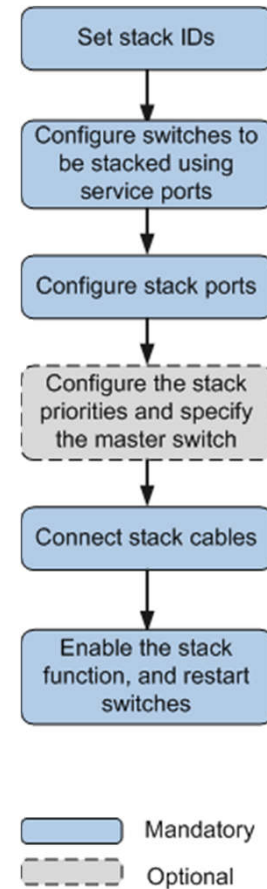 Set stack IDs
Configure switches to
be stacked using
service ports
Configure stack ports
Configure the stack
priorities and specify
the master switch
Connect stack cables
Enable the stack
function, and restart
switches
Mandatory
Optional